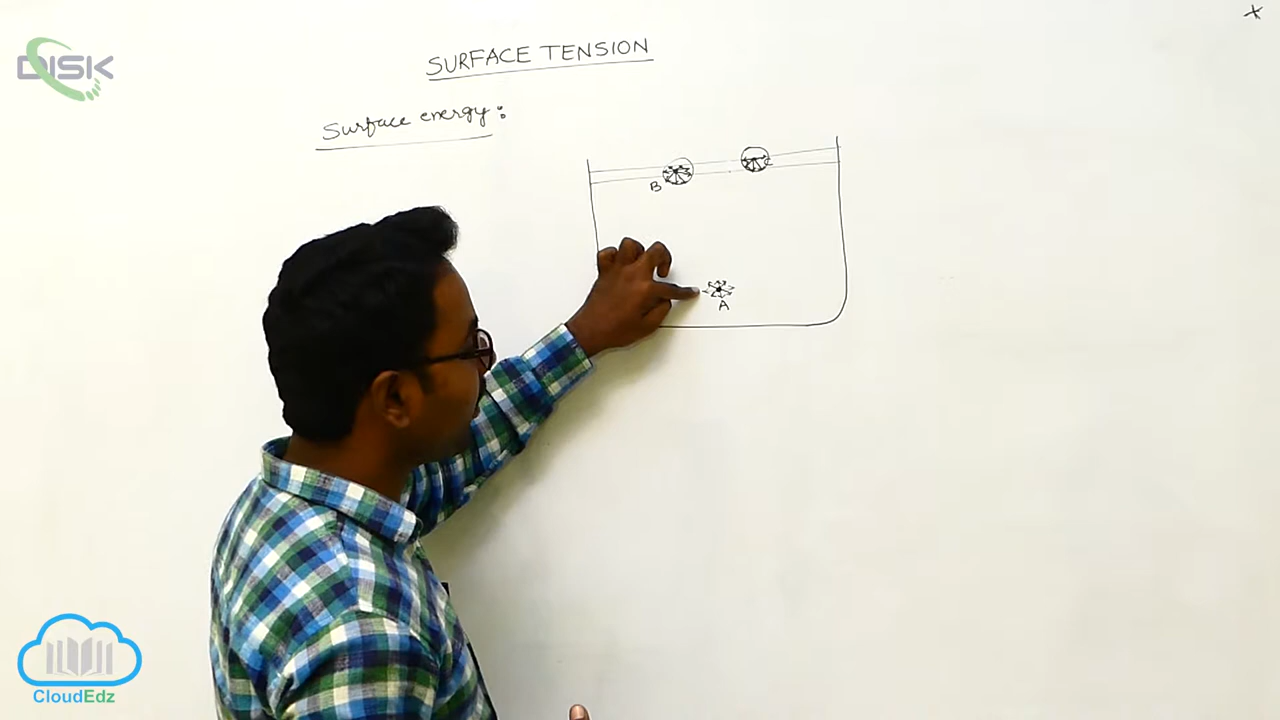 DISK
SURFACE TENSION
Surface energy:
B
C
A
CloudEdz